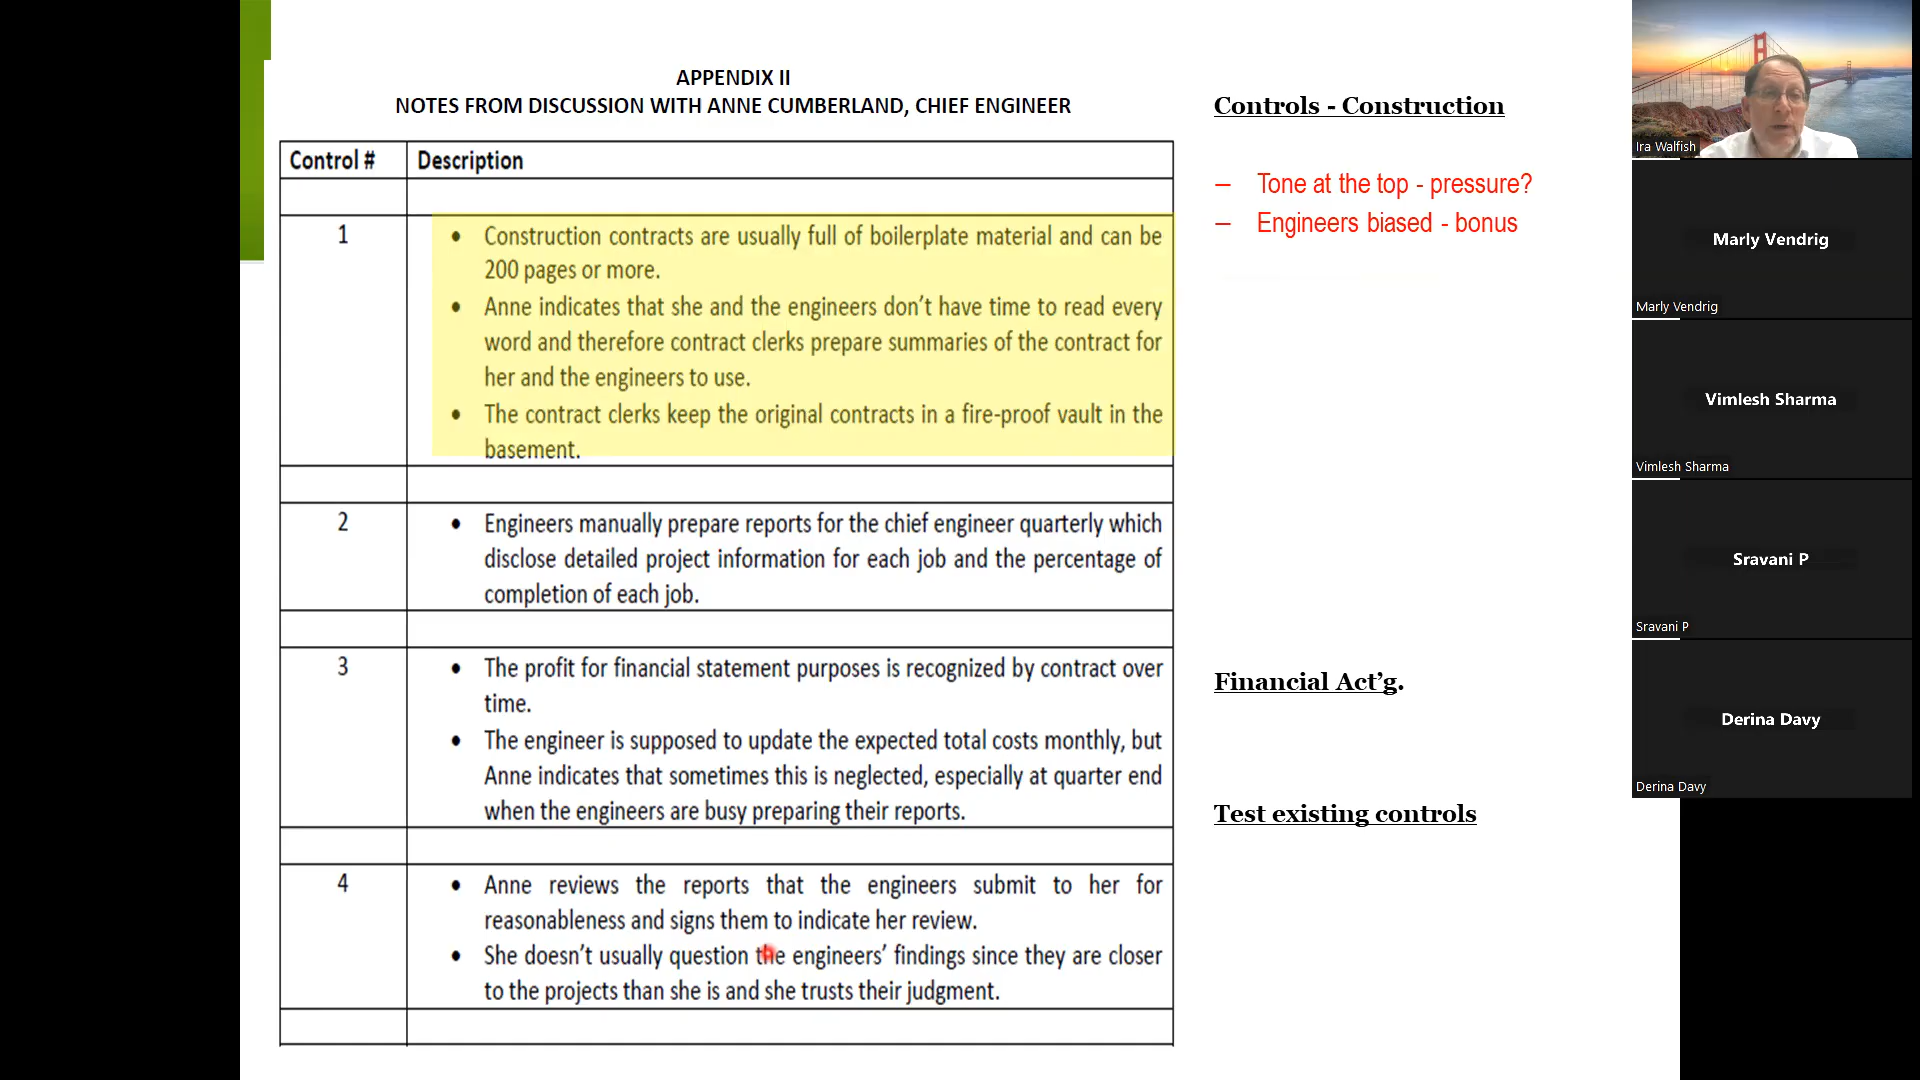 APPENDIX II
NOTES FROM DISCUSSION WITH ANNE CUMBERLAND, CHIEF ENGINEER
Control #
Description
1
• Construction contracts are usually full of boilerplate material and can be
200 pages or more.
• Anne indicates that she and the engineers don't have time to read every
word and therefore contract clerks prepare summaries of the contract for
her and the engineers to use.
• The contract clerks keep the original contracts in a fire-proof vault in the
basement.
2
• Engineers manually prepare reports for the chief engineer quarterly which
disclose detailed project information for each job and the percentage of
completion of each job.
3
• The profit for financial statement purposes is recognized by contract over
time.
• The engineer is supposed to update the expected total costs monthly, but
Anne indicates that sometimes this is neglected, especially at quarter end
when the engineers are busy preparing their reports.
4
• Anne reviews the reports that the engineers submit to her for
reasonableness and signs them to indicate her review.
• She doesn't usually question the engineers' findings since they are closer
to the projects than she is and she trusts their judgment.
Controls - Construction
– Tone at the top - pressure?
– Engineers biased - bonus
Financial Act'g.
Test existing controls
Ira Walfish
Marly Vendrig
Marly Vendrig
Vimlesh Sharma
Vimlesh Sharma
Sravani P
Sravani P
Derina Davy
Derina Davy